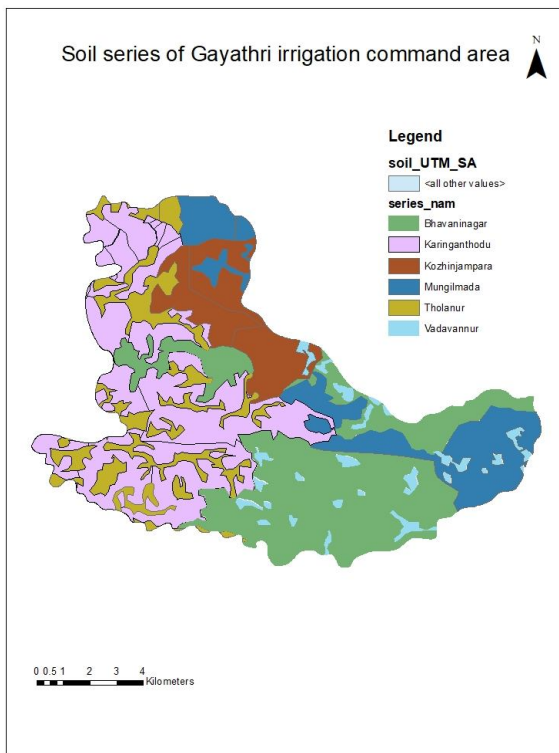 Soil series of Gayathri irrigation command area
N
Legend
soil_UTM_SA
<all other values>
series_nam
Bhavaninagar
Karinganthodu
Kozhinjampara
Mungilmada
Tholanur
Vadavannur
0 0.5 1 2 3 4
Kilometers